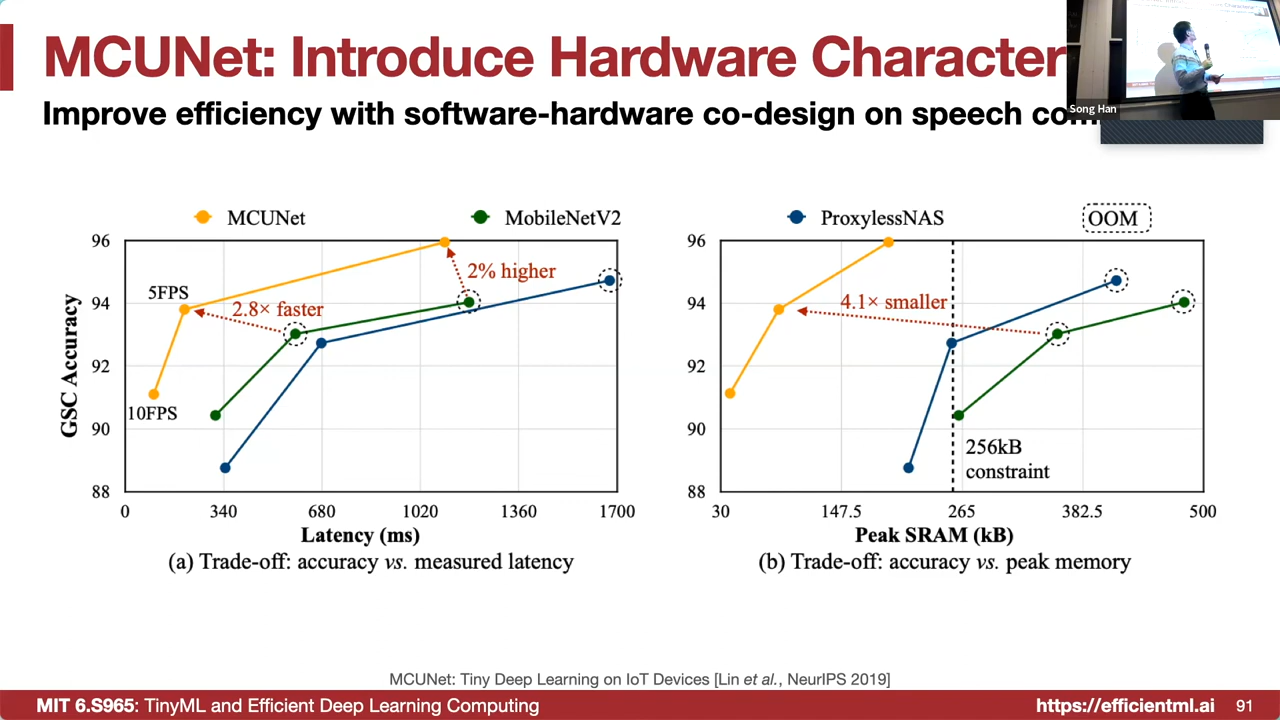 MCUNet: Introduce Hardware Character
Improve efficiency with software-hardware co-design on speech com
Song Han
MCUNet
MobileNetV2
ProxylessNAS
OOM
GSC Accuracy
96
94
92
90
88
5FPS
10FPS
2.8× faster
2% higher
0
340
680
1020
1360
1700
Latency (ms)
(a) Trade-off: accuracy vs. measured latency
96
94
92
90
88
4.1× smaller
256kB
constraint
30
147.5
265
382.5
500
Peak SRAM (kB)
(b) Trade-off: accuracy vs. peak memory
MCUNet: Tiny Deep Learning on IoT Devices [Lin et al., NeurIPS 2019]
MIT 6.S965: TinyML and Efficient Deep Learning Computing
https://efficientml.ai
91